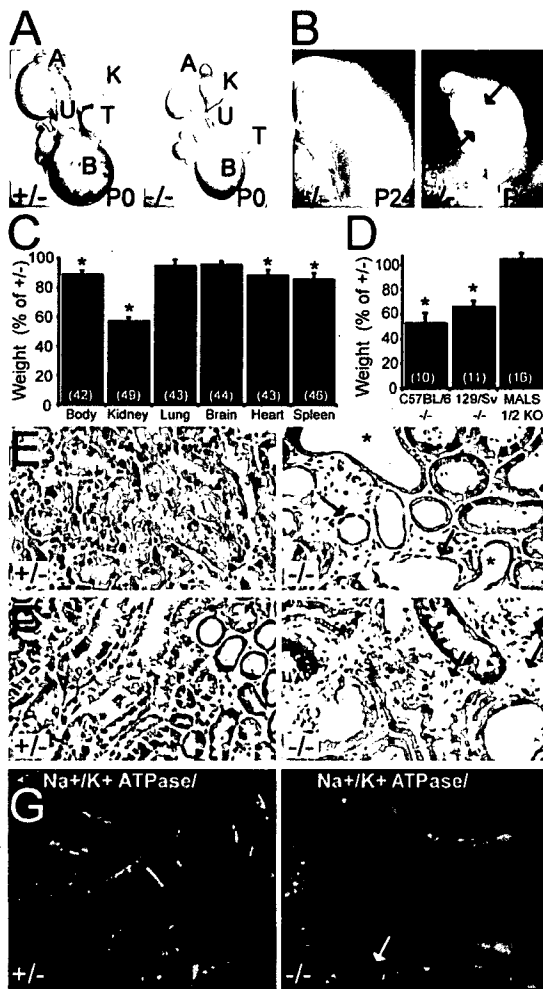 A
A
K
U
T
B
+/-
P0
A
K
U
T
B
-/-
P0
B
+/-
P24
C
Weight (% of +/-)
100
80
60
40
20
0
*
*
*
*
(42)
(49)
(43)
(44)
(43)
(46)
Body
Kidney
Lung
Brain
Heart
Spleen
D
Weight (% of +/-)
100
80
60
40
20
0
*
*
(10)
(11)
(16)
C57BL/6
-/-
129/Sv
-/-
MALS
1/2 KO
E
+/-
*
*
-/-
+/-
-/-
G
Na+/K+ ATPase/
+/-
Na+/K+ ATPase/
-/-